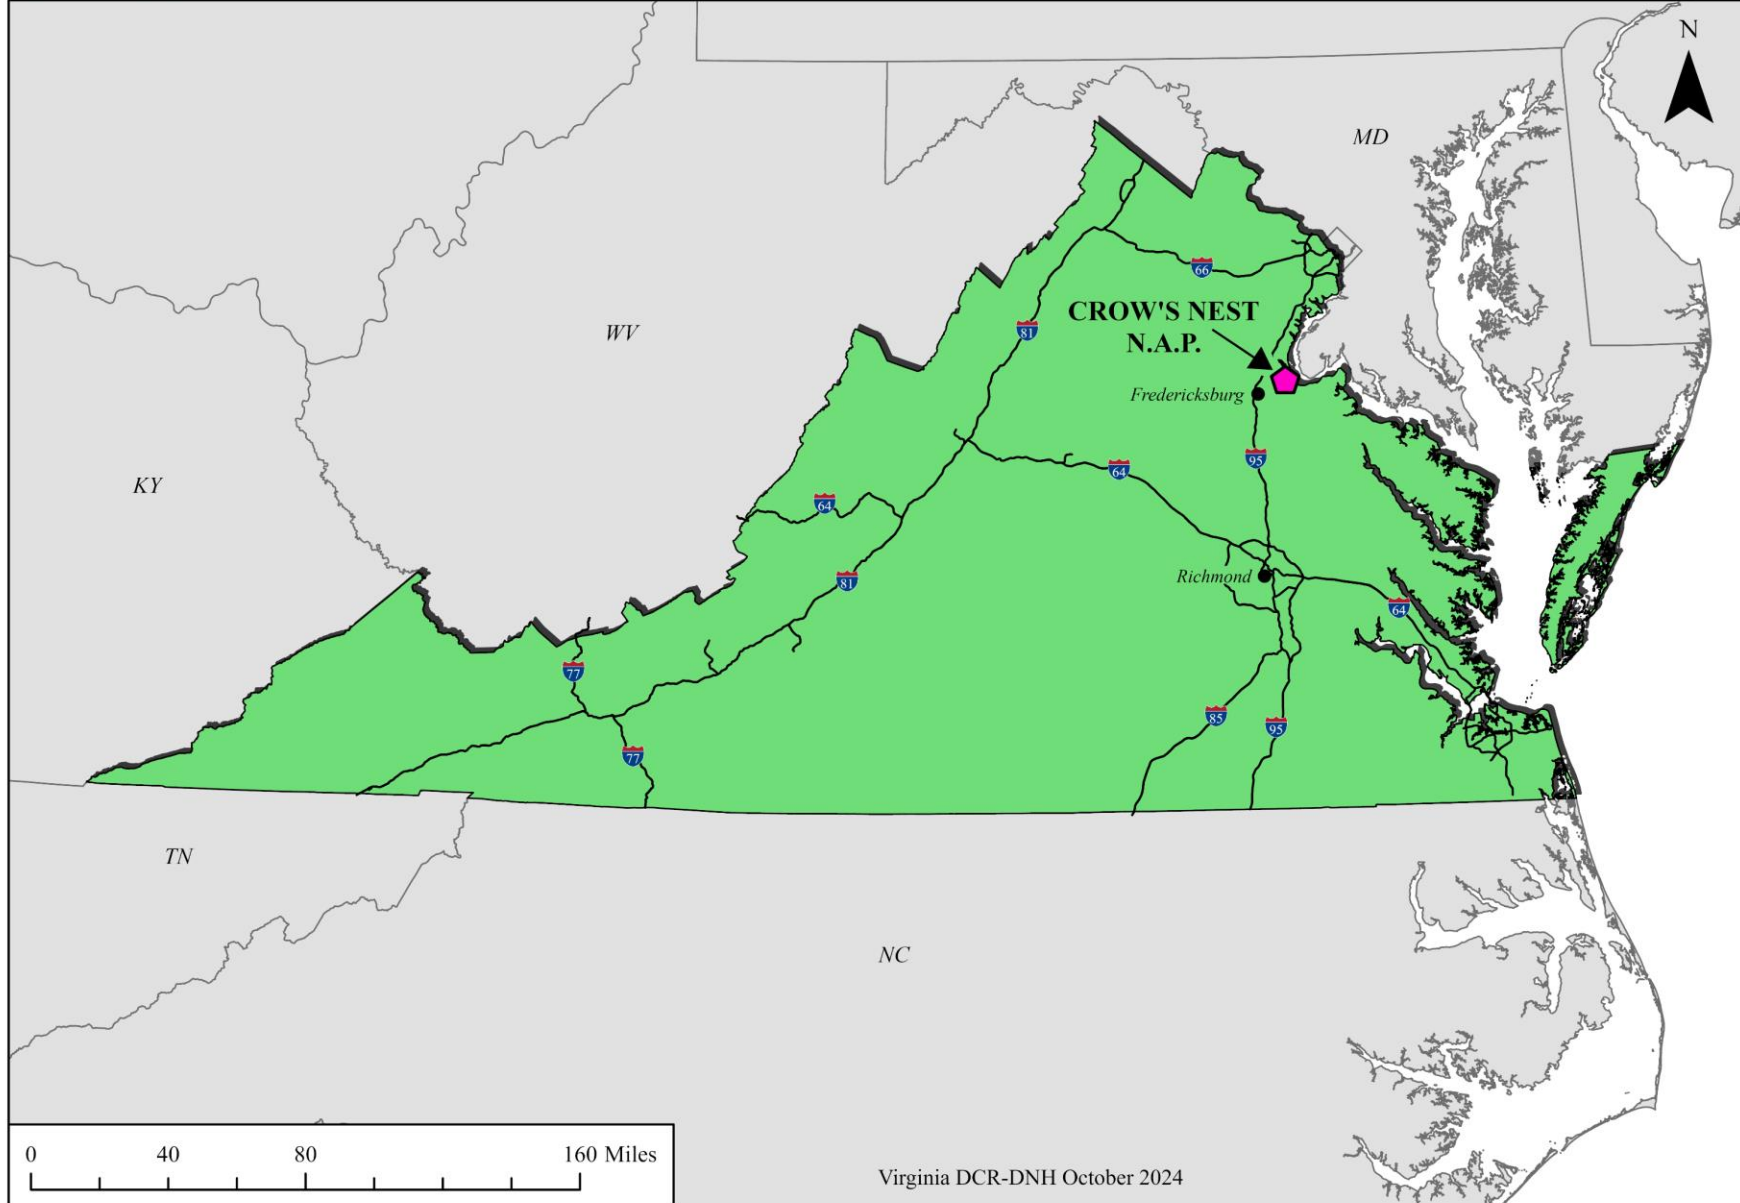 N
MD
66
WV
81
CROW'S NEST
N.A.P.
Fredericksburg
95
64
KY
64
Richmond
81
64
77
85
95
77
TN
NC
0 40 80 160 Miles
Virginia DCR-DNH October 2024